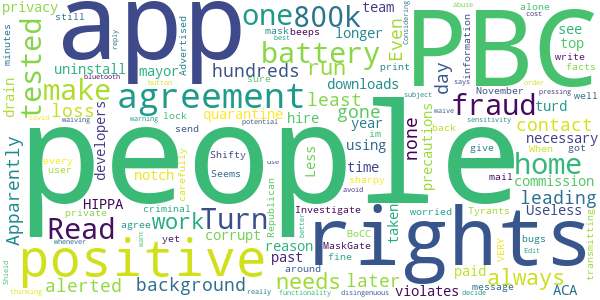 privacy
still
minutes
drain
uninstall
tested
Even
mayor
make
loss
covid
Apparently
developers
every
user
private
lock
send
notch
HIPPA
Read
positive
alerted
Shield
thinking
whenever
yet
agree
corrupt
criminal
Seems
Shifty
carefully
quarantine
agreement
work
background
reason
past
needs
around
fine
later
MaskGate
Investigate
BoCC
Republican
Turn
Less
hire
least
hundreds
app
one
800k
mask
beeps
Advertised
bluetooth
button
warning
waiving
sure
reply
best
battery
run
gone
year
using
time
im
worried
taken
none
downloads
day
longer
team
print
turd
precautions
mail
paid
message
violates
always
rights
people
PBC
fraud
contact
back
give
When
got
necessary
commission
home
leading
Useless
bugs
Edit
ACA
Tyrants
VERY
disingenuous
functionality
really
potential
use
avoid
want
better
decide
subject
pressing
waive
sensitivity
sharpy
order
November
information
write
facts
top
see
well
says
cost
alone
abuse
Considering
transmitting